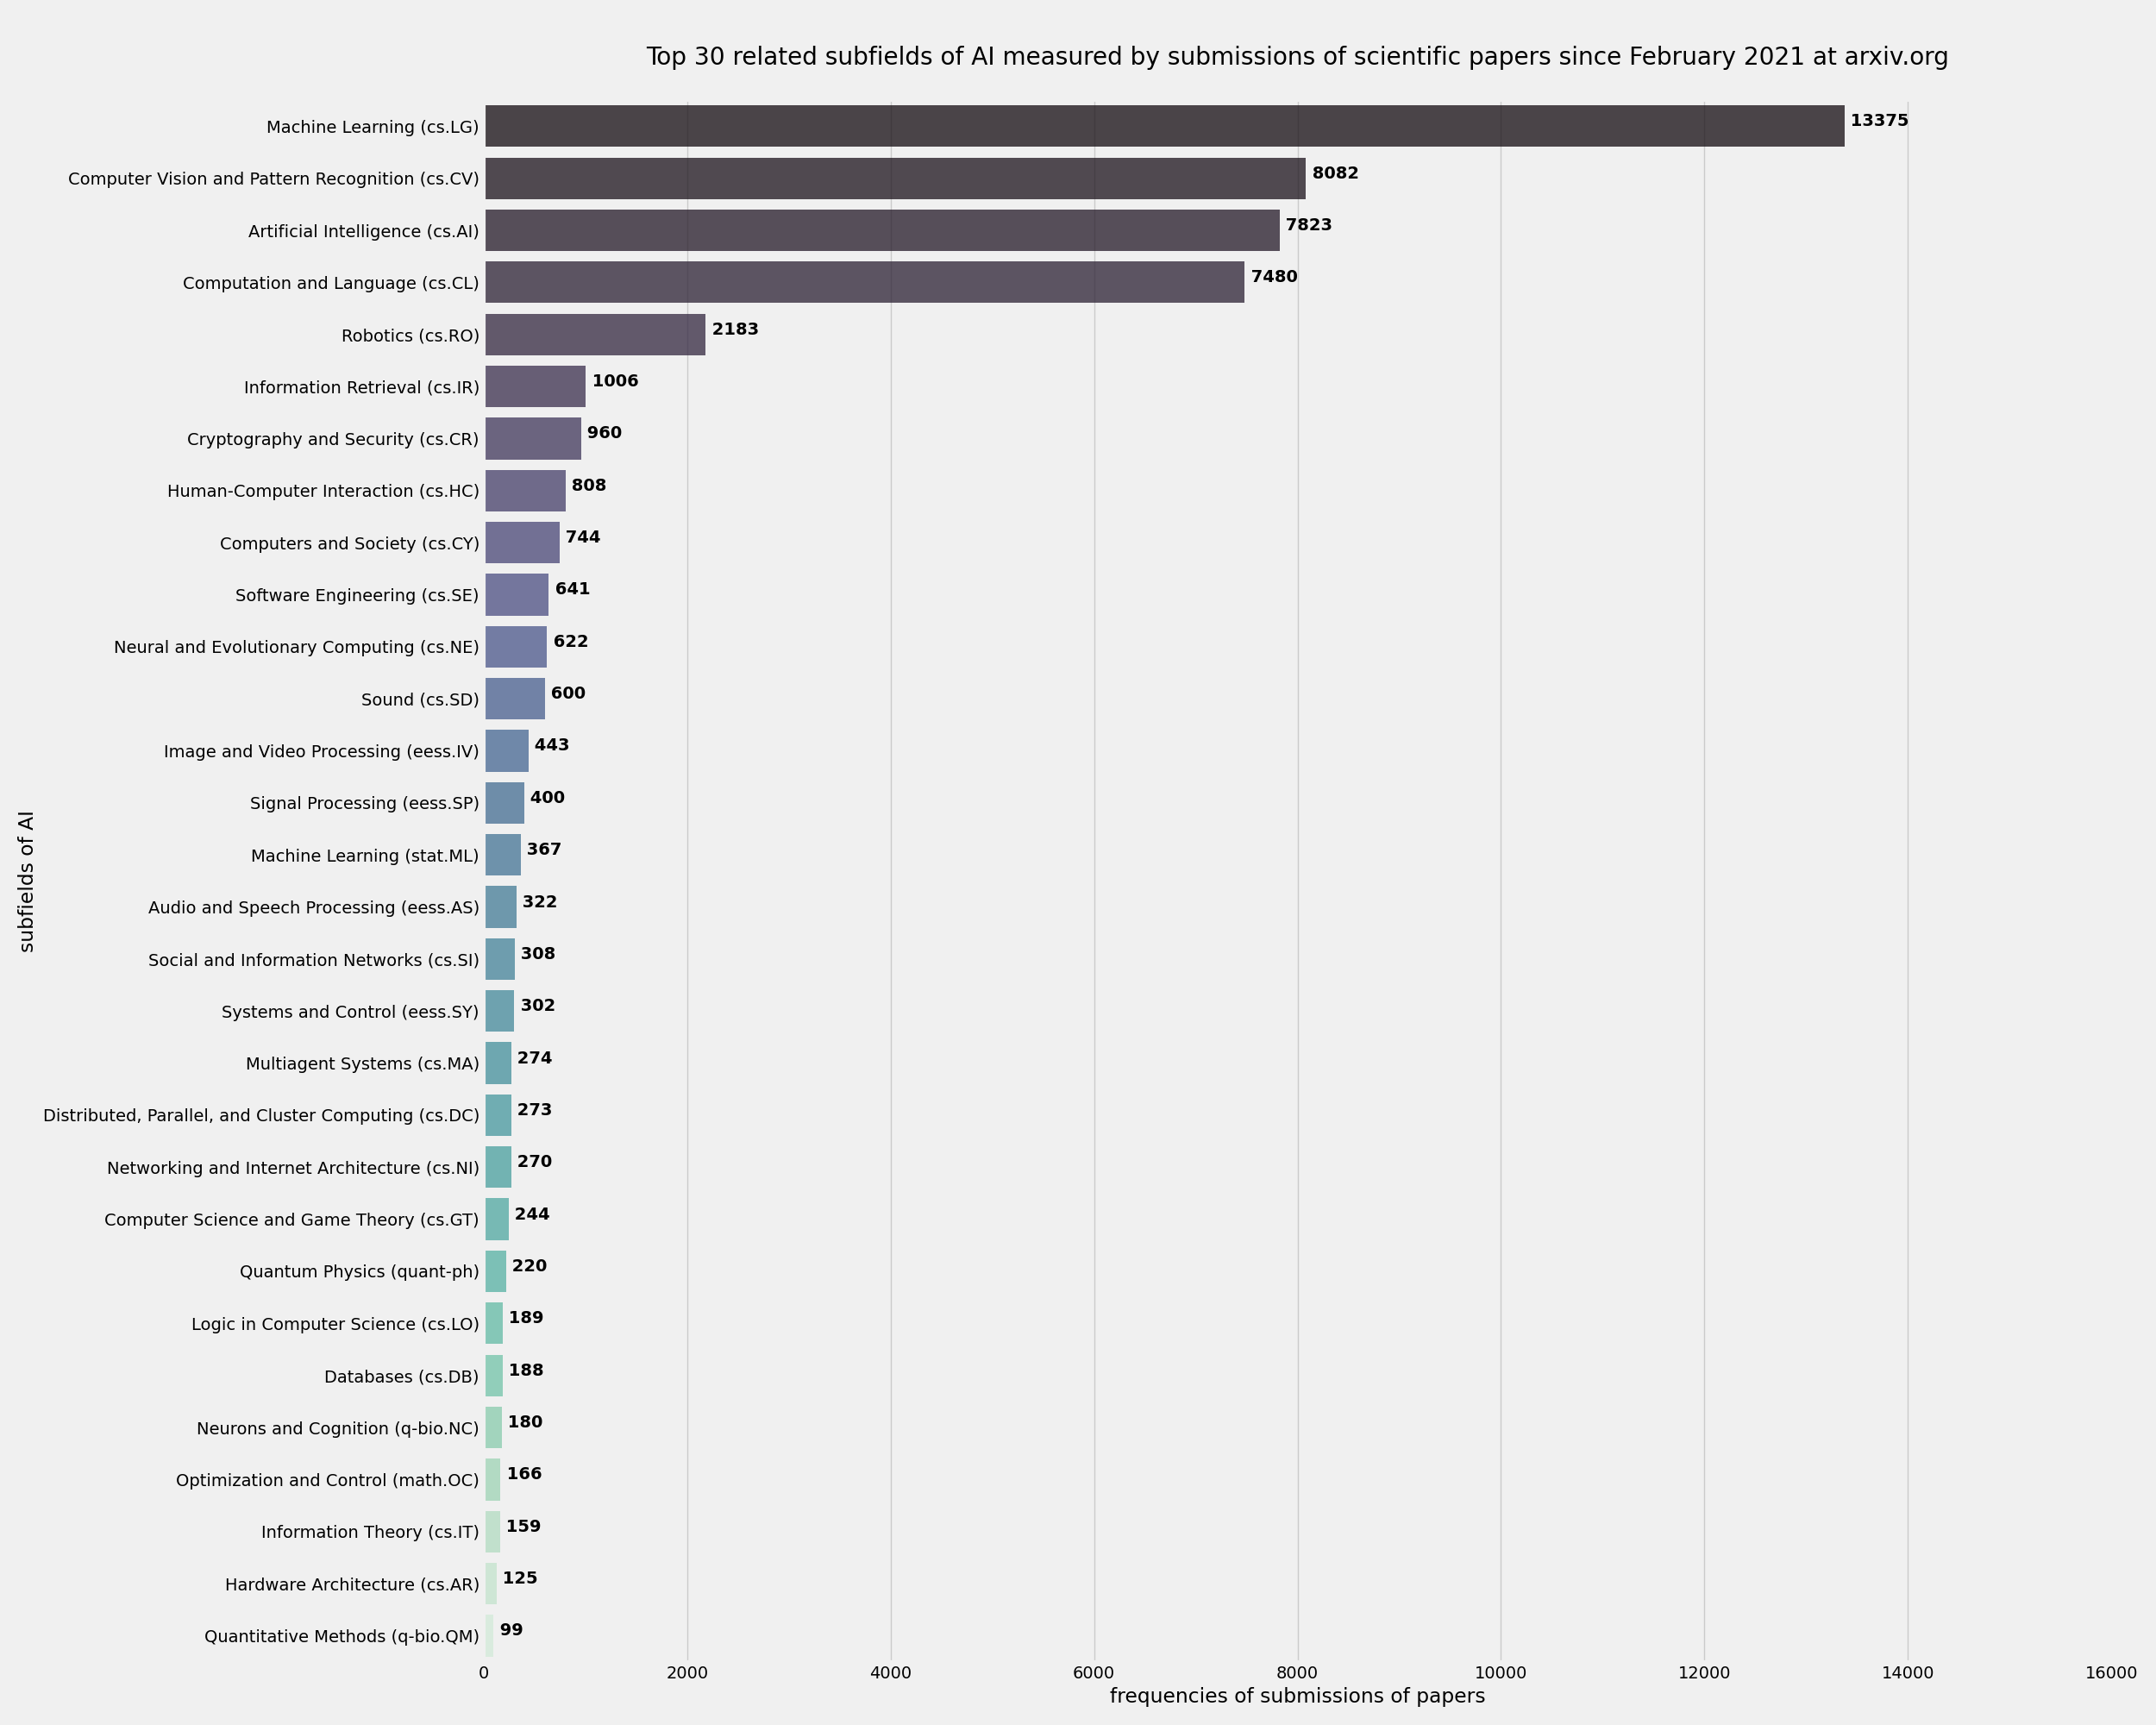 Top 30 related subfields of AI measured by submissions of scientific papers since February 2021 at arxiv.org
Machine Learning (cs.LG) 13375
Computer Vision and Pattern Recognition (cs.CV) 8082
Artificial Intelligence (cs.AI) 7823
Computation and Language (cs.CL) 7480
Robotics (cs.RO) 2183
Information Retrieval (cs.IR) 1006
Cryptography and Security (cs.CR) 960
Human-Computer Interaction (cs.HC) 808
Computers and Society (cs.CY) 744
Software Engineering (cs.SE) 641
Neural and Evolutionary Computing (cs.NE) 622
Sound (cs.SD) 600
Image and Video Processing (eess.IV) 443
Signal Processing (eess.SP) 400
Machine Learning (stat.ML) 367
Audio and Speech Processing (eess.AS) 322
Social and Information Networks (cs.SI) 308
Systems and Control (eess.SY) 302
Multiagent Systems (cs.MA) 274
Distributed, Parallel, and Cluster Computing (cs.DC) 273
Networking and Internet Architecture (cs.NI) 270
Computer Science and Game Theory (cs.GT) 244
Quantum Physics (quant-ph) 220
Logic in Computer Science (cs.LO) 189
Databases (cs.DB) 188
Neurons and Cognition (q-bio.NC) 180
Optimization and Control (math.OC) 166
Information Theory (cs.IT) 159
Hardware Architecture (cs.AR) 125
Quantitative Methods (q-bio.QM) 99
subfields of AI
0 2000 4000 6000 8000 10000 12000 14000 16000
frequencies of submissions of papers